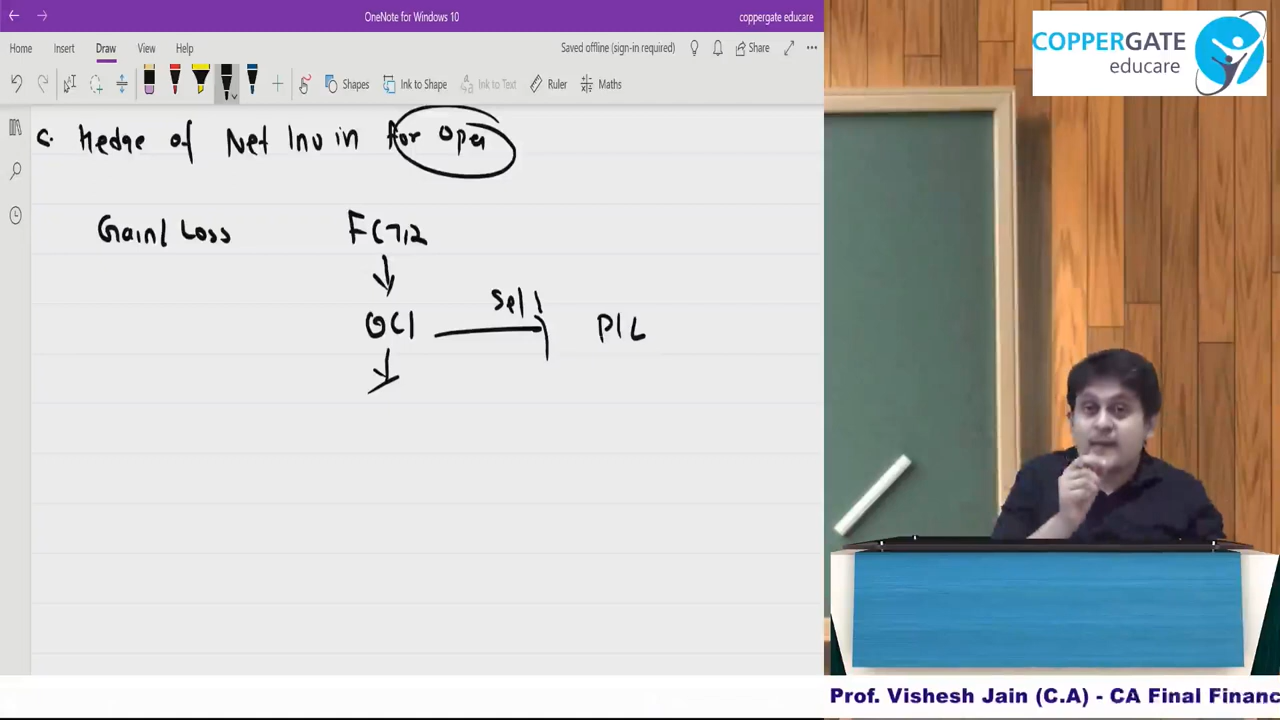 OneNote for Windows 10
coppergate educare
Home Insert Draw View Help
Saved offline (sign-in required) Share
Shapes Ink to Shape Ink to Text Ruler Maths
C. Hedge of Net Inv in for Oper
Gain/ Loss FCTR
Sell
OCI P/L
COPPERGATE
educare
Prof. Vishesh Jain (C.A) - CA Final Financ